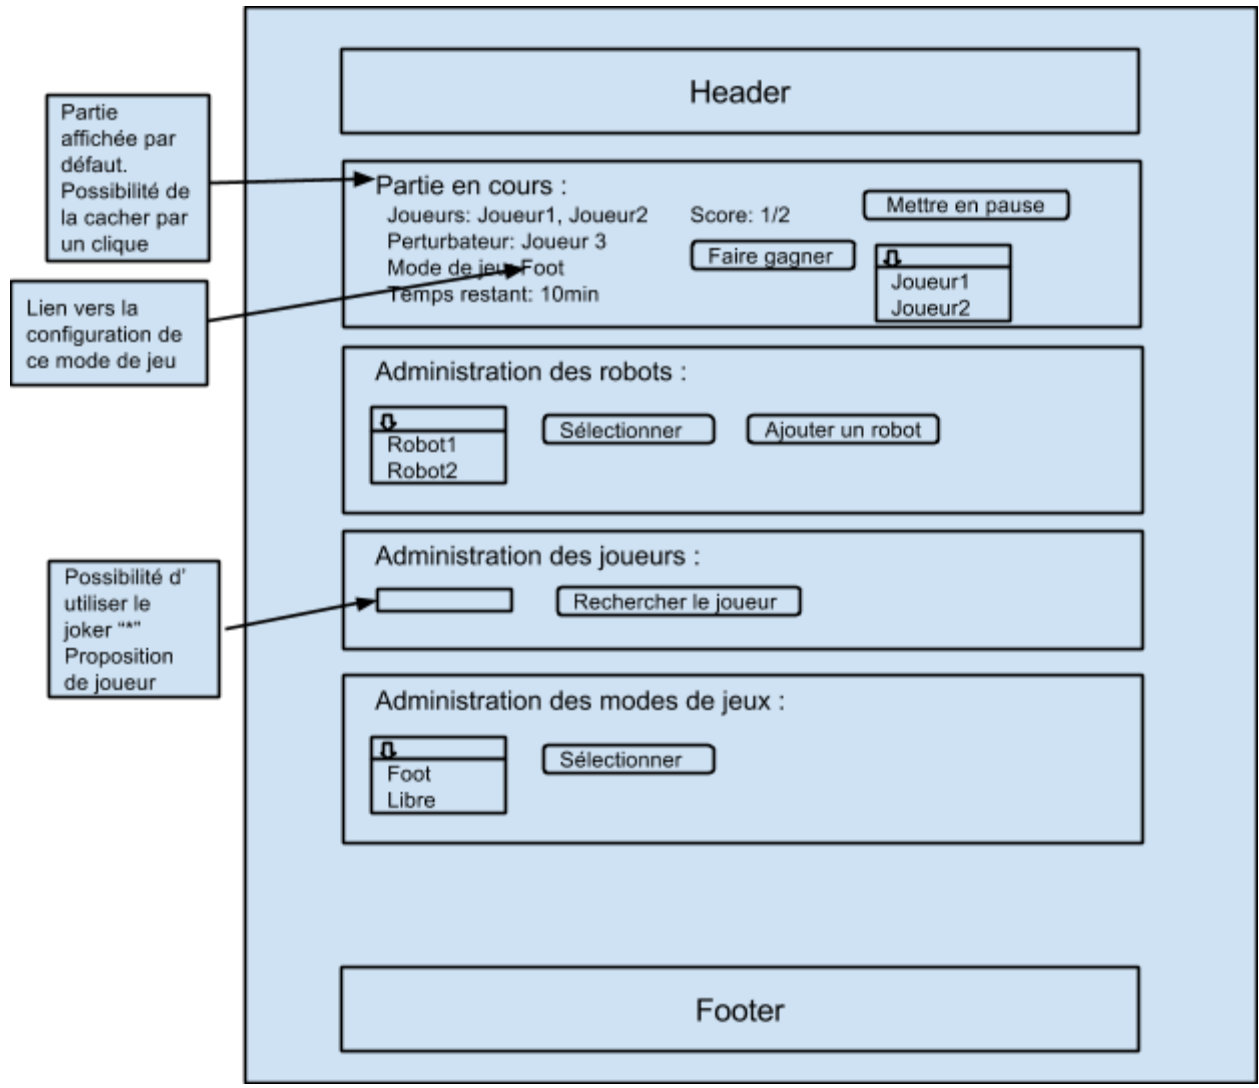 Header
Partie
affichée par
défaut.
Possibilité de
la cacher par
un clique
Partie en cours :
Joueurs: Joueur1, Joueur2
Score: 1/2
Mettre en pause
Perturbateur: Joueur 3
Faire gagner
Mode de jeu: Foot
Joueur1
Temps restant: 10min
Joueur2
Lien vers la
configuration de
ce mode de jeu
Administration des robots :
Sélectionner
Ajouter un robot
Robot1
Robot2
Administration des joueurs :
Rechercher le joueur
Possibilité d'
utiliser le
joker “*”
Proposition
de joueur
Administration des modes de jeux :
Sélectionner
Foot
Libre
Footer